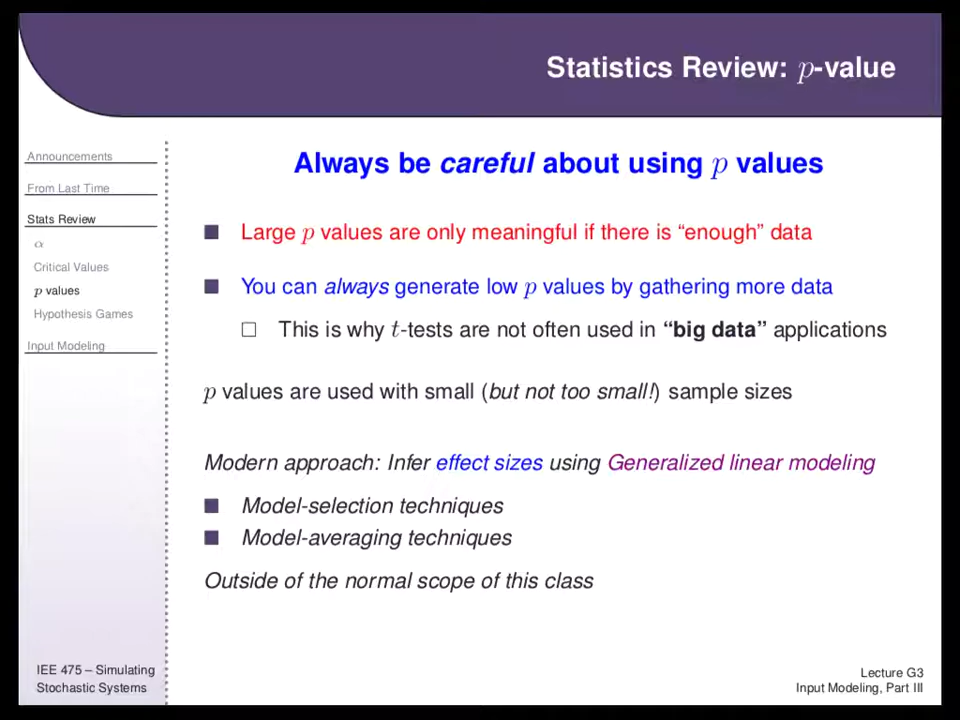 Statistics Review: p-value
Announcements
From Last Time
Stats Review
α
Critical Values
p values
Hypothesis Games
Input Modeling
Always be careful about using p values
Large p values are only meaningful if there is “enough” data
You can always generate low p values by gathering more data
This is why t-tests are not often used in “big data” applications
p values are used with small (but not too small!) sample sizes
Modern approach: Infer effect sizes using Generalized linear modeling
Model-selection techniques
Model-averaging techniques
Outside of the normal scope of this class
IEE 475 – Simulating
Stochastic Systems
Lecture G3
Input Modeling, Part III